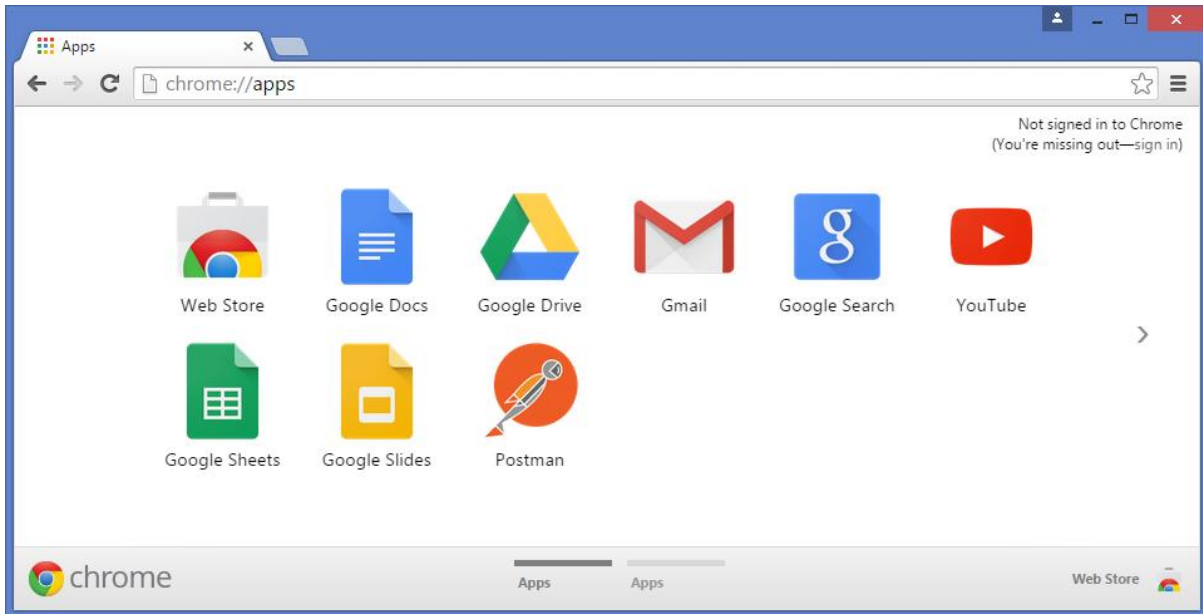 Apps
chrome://apps
Not signed in to Chrome
(You're missing out—sign in)
Web Store Google Docs Google Drive Gmail Google Search YouTube
Google Sheets Google Slides Postman
chrome Apps Apps Web Store